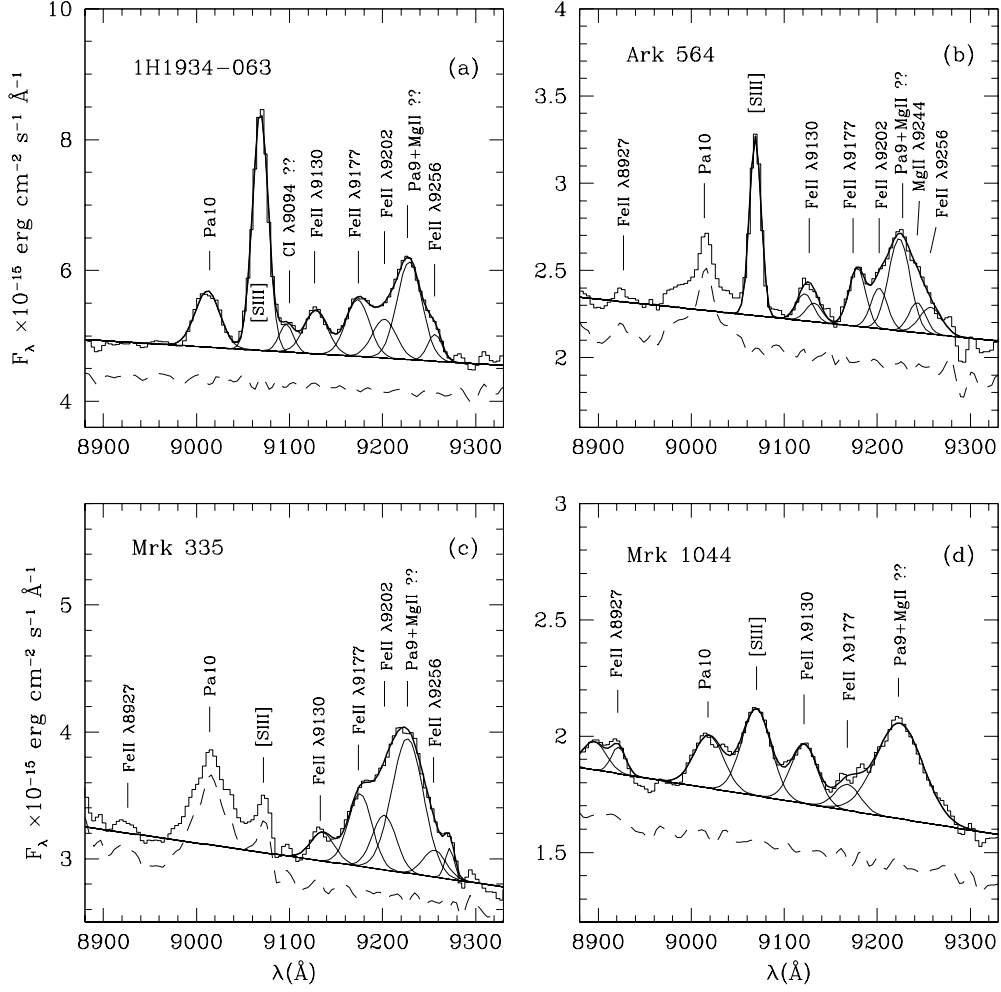 1H1934−063
(a)
Pa10
[SIII]
CI λ9094 ??
FeII λ9130
FeII λ9177
FeII λ9202
Pa9+MgII ??
FeII λ9256
10
8
6
4
8900 9000 9100 9200 9300
F_λ ×10⁻¹⁵ erg cm⁻² s⁻¹ Å⁻¹
Ark 564
(b)
FeII λ8927
Pa10
[SIII]
FeII λ9130
FeII λ9177
FeII λ9202
Pa9+MgII ??
MgII λ9244
FeII λ9256
4
3.5
3
2.5
2
8900 9000 9100 9200 9300
Mrk 335
(c)
FeII λ8927
Pa10
[SIII]
FeII λ9130
FeII λ9177
FeII λ9202
Pa9+MgII ??
FeII λ9256
5
4
3
8900 9000 9100 9200 9300
F_λ ×10⁻¹⁵ erg cm⁻² s⁻¹ Å⁻¹
λ(Å)
Mrk 1044
(d)
FeII λ8927
Pa10
[SIII]
FeII λ9130
FeII λ9177
Pa9+MgII ??
3
2.5
2
1.5
8900 9000 9100 9200 9300
λ(Å)